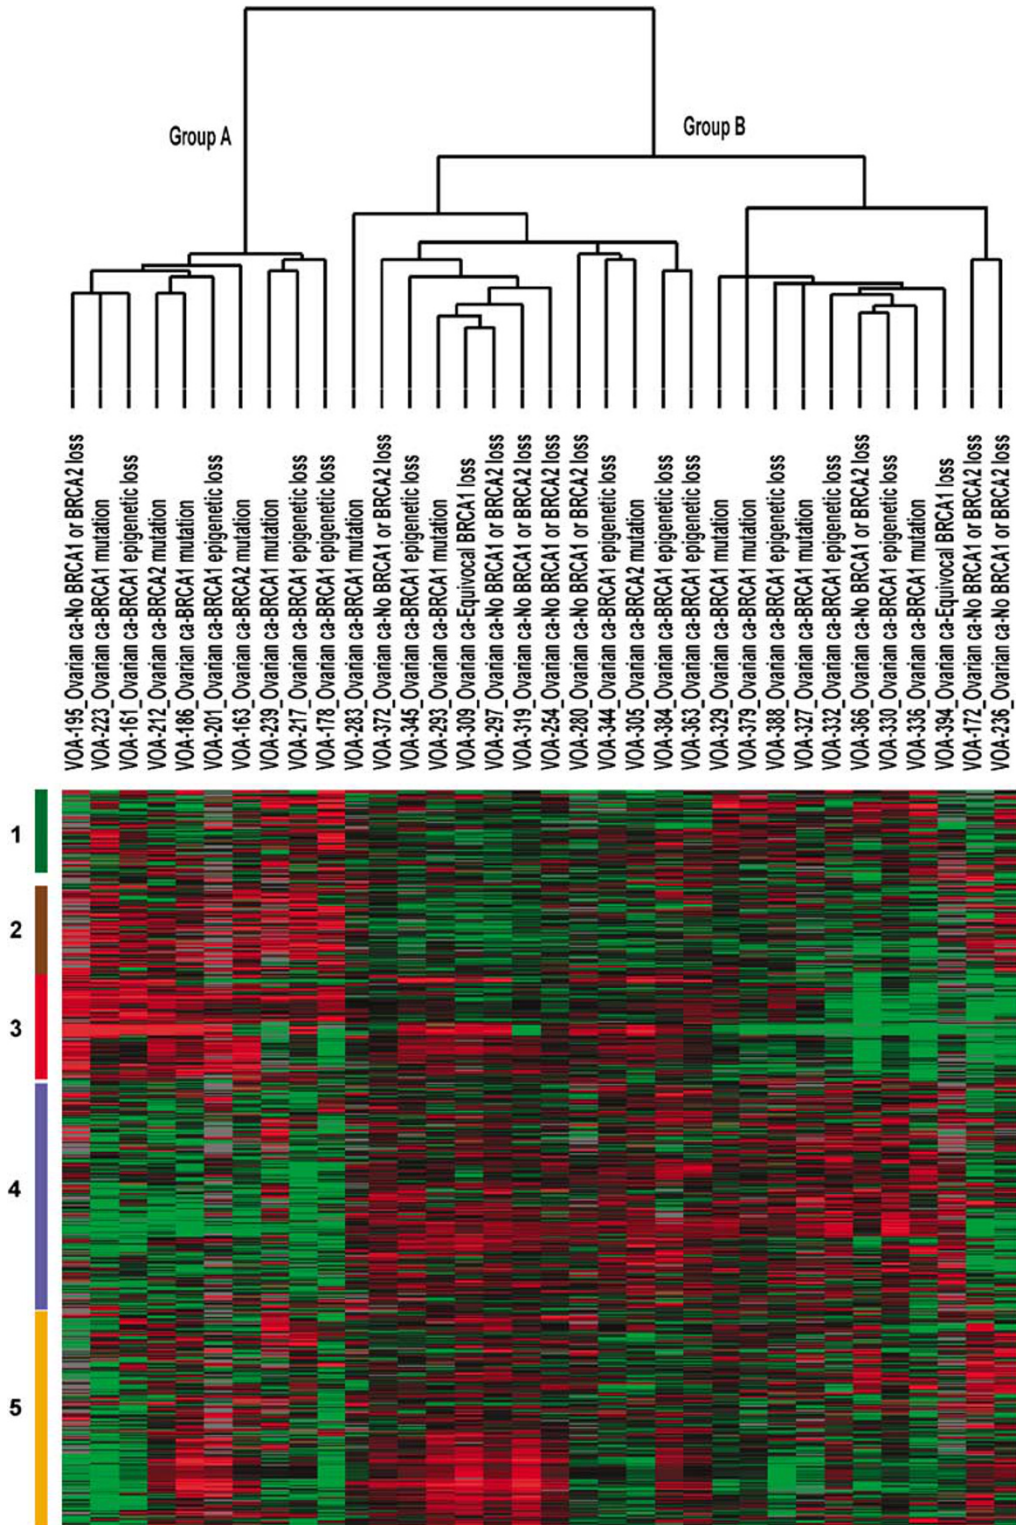 Group A
Group B
VOA-195_Ovarian ca-No BRCA1 or BRCA2 loss
VOA-223_Ovarian ca-BRCA1 mutation
VOA-161_Ovarian ca-BRCA1 epigenetic loss
VOA-212_Ovarian ca-BRCA2 mutation
VOA-186_Ovarian ca-BRCA1 mutation
VOA-201_Ovarian ca-BRCA1 epigenetic loss
VOA-163_Ovarian ca-BRCA2 mutation
VOA-239_Ovarian ca-BRCA1 mutation
VOA-217_Ovarian ca-BRCA1 epigenetic loss
VOA-178_Ovarian ca-BRCA1 epigenetic loss
VOA-283_Ovarian ca-BRCA1 mutation
VOA-372_Ovarian ca-No BRCA1 or BRCA2 loss
VOA-345_Ovarian ca-BRCA1 epigenetic loss
VOA-293_Ovarian ca-BRCA1 mutation
VOA-309_Ovarian ca-Equivocal BRCA1 loss
VOA-297_Ovarian ca-No BRCA1 or BRCA2 loss
VOA-319_Ovarian ca-No BRCA1 or BRCA2 loss
VOA-254_Ovarian ca-No BRCA1 or BRCA2 loss
VOA-280_Ovarian ca-No BRCA1 or BRCA2 loss
VOA-344_Ovarian ca-BRCA1 epigenetic loss
VOA-305_Ovarian ca-BRCA2 mutation
VOA-384_Ovarian ca-BRCA1 epigenetic loss
VOA-363_Ovarian ca-BRCA1 epigenetic loss
VOA-329_Ovarian ca-BRCA1 mutation
VOA-379_Ovarian ca-BRCA1 mutation
VOA-388_Ovarian ca-BRCA1 epigenetic loss
VOA-327_Ovarian ca-BRCA1 mutation
VOA-332_Ovarian ca-BRCA1 epigenetic loss
VOA-366_Ovarian ca-No BRCA1 or BRCA2 loss
VOA-330_Ovarian ca-BRCA1 epigenetic loss
VOA-336_Ovarian ca-BRCA1 mutation
VOA-394_Ovarian ca-Equivocal BRCA1 loss
VOA-172_Ovarian ca-No BRCA1 or BRCA2 loss
VOA-236_Ovarian ca-No BRCA1 or BRCA2 loss
1
2
3
4
5